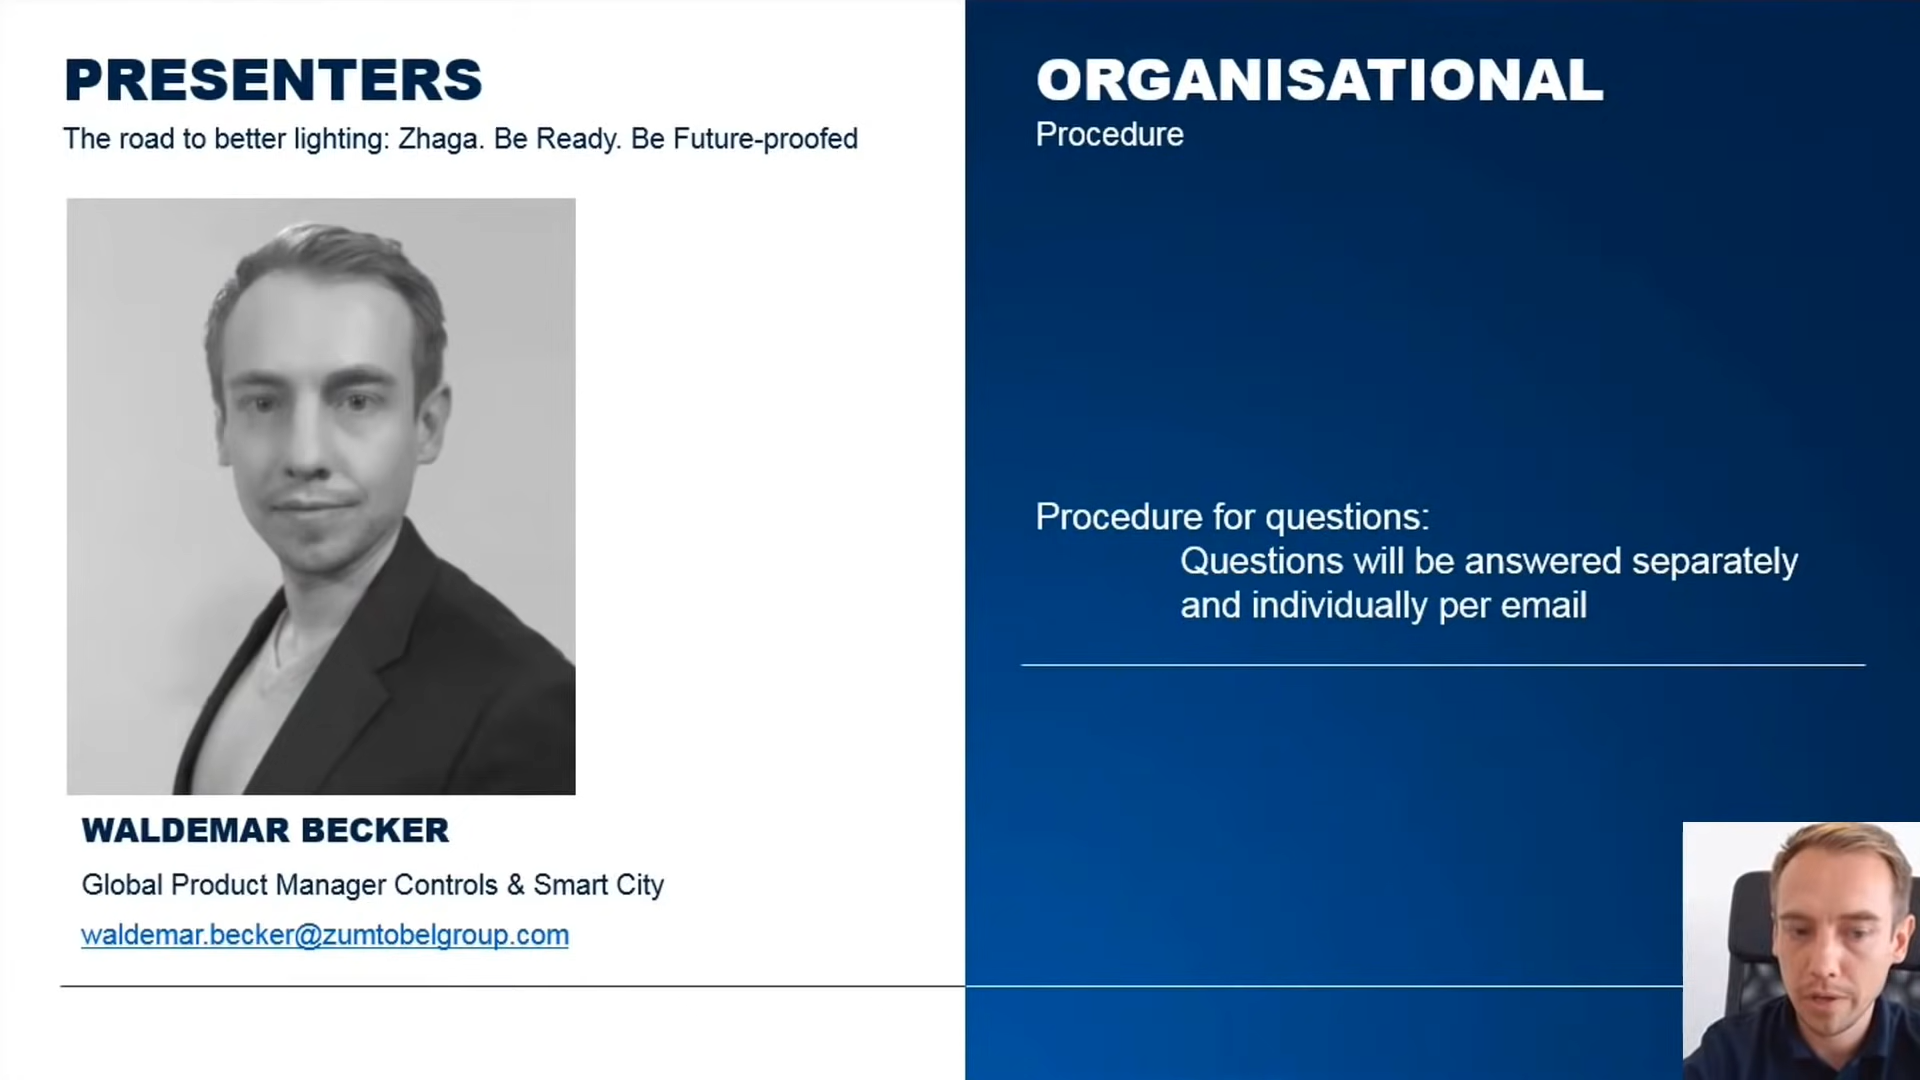 PRESENTERS
The road to better lighting: Zhaga. Be Ready. Be Future-proofed
WALDEMAR BECKER
Global Product Manager Controls & Smart City
waldemar.becker@zumtobelgroup.com
ORGANISATIONAL
Procedure
Procedure for questions:
Questions will be answered separately
and individually per email